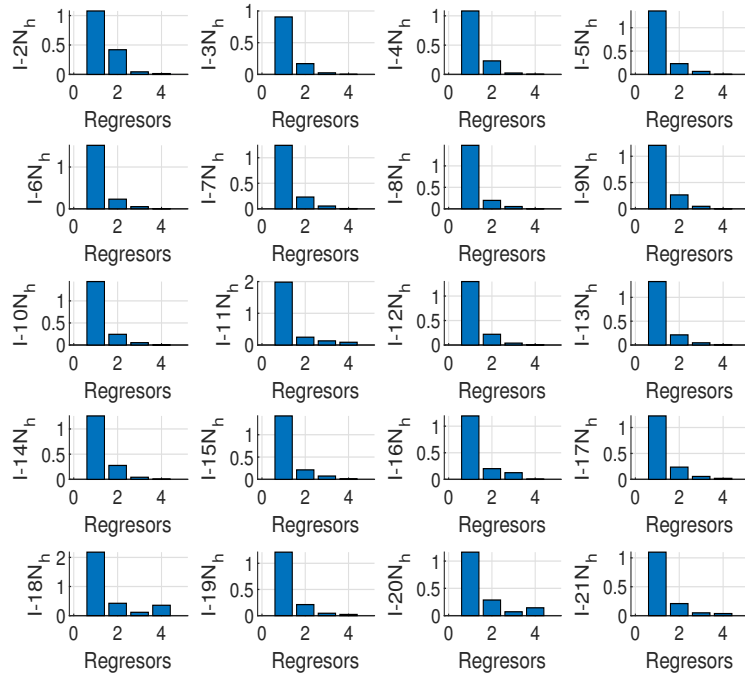 I-2N_h
1
0.5
0
0 2 4
Regresors
I-3N_h
1
0.5
0
0 2 4
Regresors
I-4N_h
1
0.5
0
0 2 4
Regresors
I-5N_h
1
0.5
0
0 2 4
Regresors
I-6N_h
1
0
0 2 4
Regresors
I-7N_h
1
0.5
0
0 2 4
Regresors
I-8N_h
1
0.5
0
0 2 4
Regresors
I-9N_h
1
0.5
0
0 2 4
Regresors
I-10N_h
1
0.5
0
0 2 4
Regresors
I-11N_h
2
1
0
0 2 4
Regresors
I-12N_h
1
0.5
0
0 2 4
Regresors
I-13N_h
1
0.5
0
0 2 4
Regresors
I-14N_h
1
0.5
0
0 2 4
Regresors
I-15N_h
1
0.5
0
0 2 4
Regresors
I-16N_h
1
0.5
0
0 2 4
Regresors
I-17N_h
1
0.5
0
0 2 4
Regresors
I-18N_h
2
1
0
0 2 4
Regresors
I-19N_h
1
0.5
0
0 2 4
Regresors
I-20N_h
1
0.5
0
0 2 4
Regresors
I-21N_h
1
0.5
0
0 2 4
Regresors